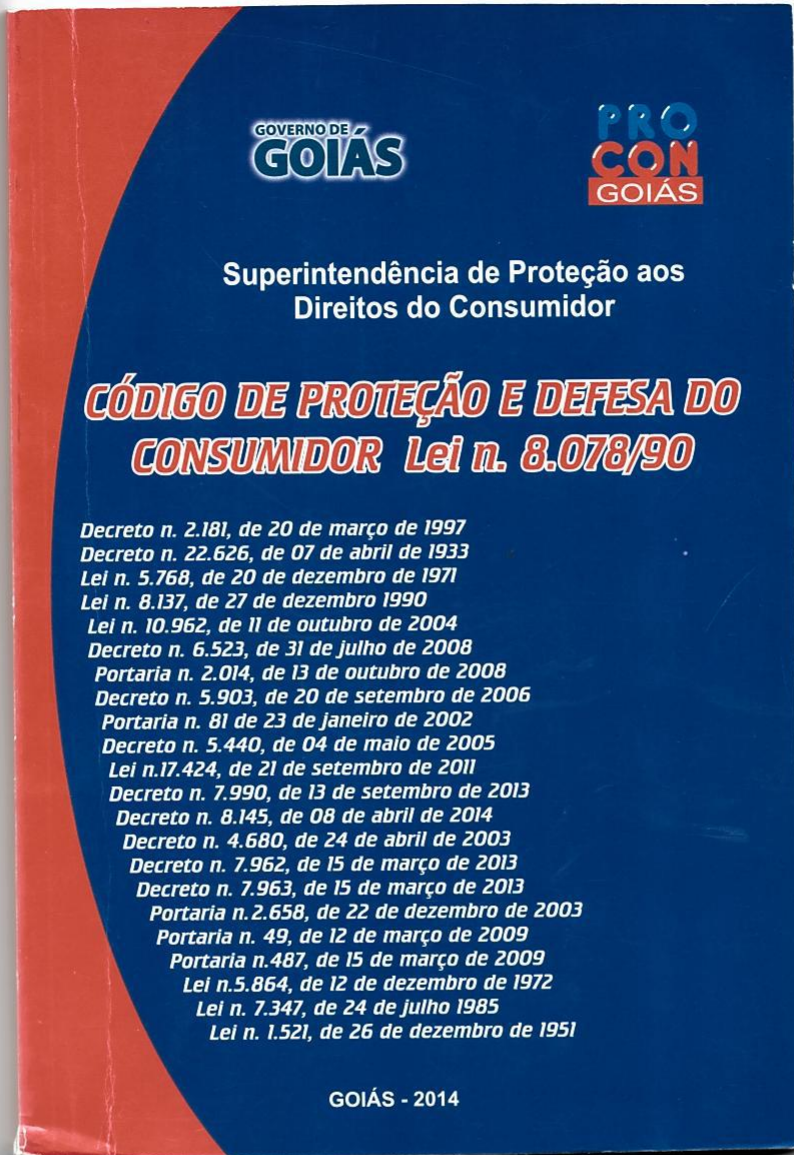 GOVERNO DE
GOIÁS
PRO
CON
GOIÁS
Superintendência de Proteção aos
Direitos do Consumidor
CÓDIGO DE PROTEÇÃO E DEFESA DO
CONSUMIDOR Lei n. 8.078/90
Decreto n. 2.181, de 20 de março de 1997
Decreto n. 22.626, de 07 de abril de 1933
Lei n. 5.768, de 20 de dezembro de 1971
Lei n. 8.137, de 27 de dezembro 1990
Lei n. 10.962, de 11 de outubro de 2004
Decreto n. 6.523, de 31 de julho de 2008
Portaria n. 2.014, de 13 de outubro de 2008
Decreto n. 5.903, de 20 de setembro de 2006
Portaria n. 81 de 23 de janeiro de 2002
Decreto n. 5.440, de 04 de maio de 2005
Lei n.17.424, de 21 de setembro de 2011
Decreto n. 7.990, de 13 de setembro de 2013
Decreto n. 8.145, de 08 de abril de 2014
Decreto n. 4.680, de 24 de abril de 2003
Decreto n. 7.962, de 15 de março de 2013
Decreto n. 7.963, de 15 de março de 2013
Portaria n.2.658, de 22 de dezembro de 2003
Portaria n. 49, de 12 de março de 2009
Portaria n.487, de 15 de março de 2009
Lei n.5.864, de 12 de dezembro de 1972
Lei n. 7.347, de 24 de julho 1985
Lei n. 1.521, de 26 de dezembro de 1951
GOIÁS - 2014